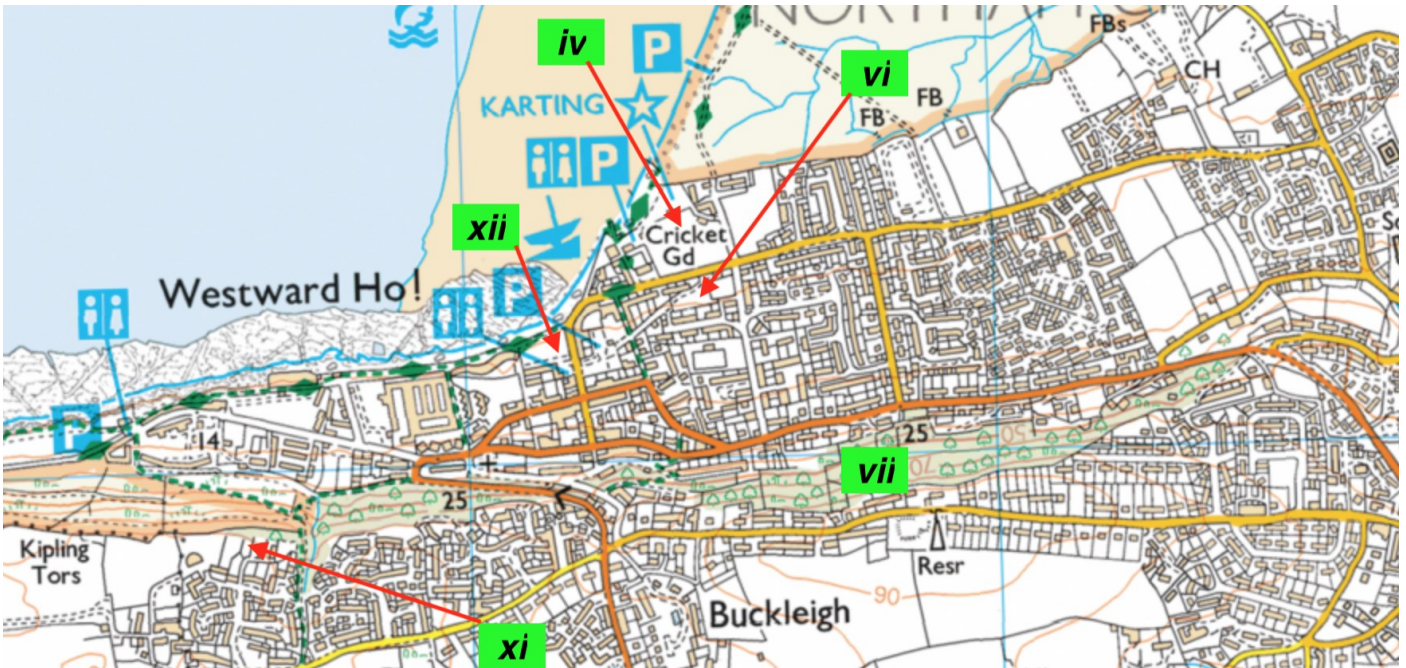 NORTHAM
FBs
iv
P
vi
CH
KARTING
FB
FB
P
xii
Cricket
Gd
P
Westward Ho!
P
14
25
vii
70
50
25
Kipling
Tors
Resr
90
Buckleigh
xi